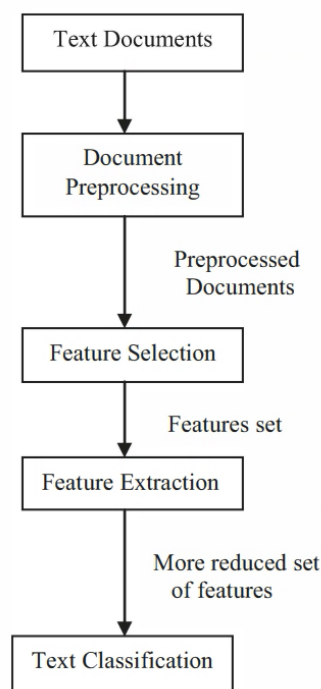 Text Documents
Document
Preprocessing
Preprocessed
Documents
Feature Selection
Features set
Feature Extraction
More reduced set
of features
Text Classification